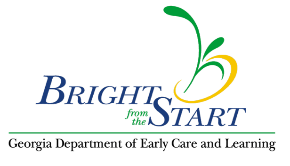 BRIGHT
from the
START
Georgia Department of Early Care and Learning